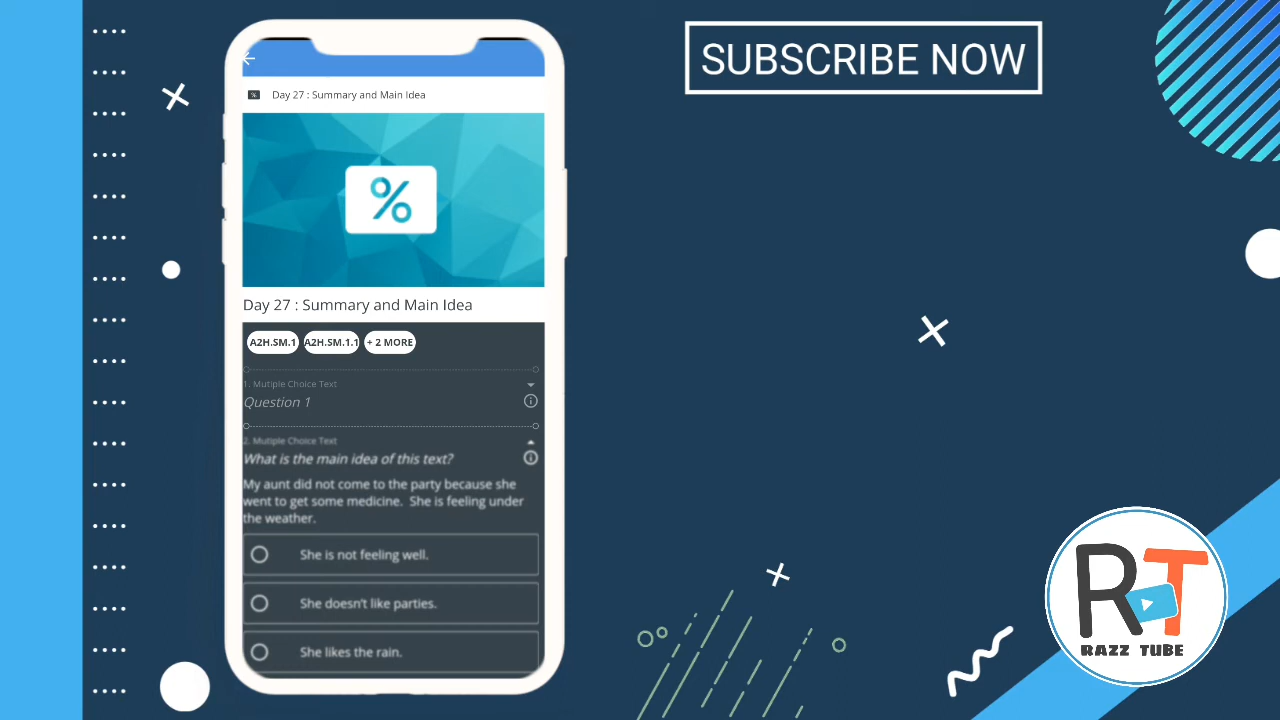 SUBSCRIBE NOW
Day 27 : Summary and Main Idea
%
Day 27 : Summary and Main Idea
A2H.SM.1 A2H.SM.1.1 + 2 MORE
1. Mutiple Choice Text
Question 1
2. Mutiple Choice Text
What is the main idea of this text?
My aunt did not come to the party because she
went to get some medicine. She is feeling under
the weather.
She is not feeling well.
She doesn't like parties.
She likes the rain.
RT
RAZZ TUBE